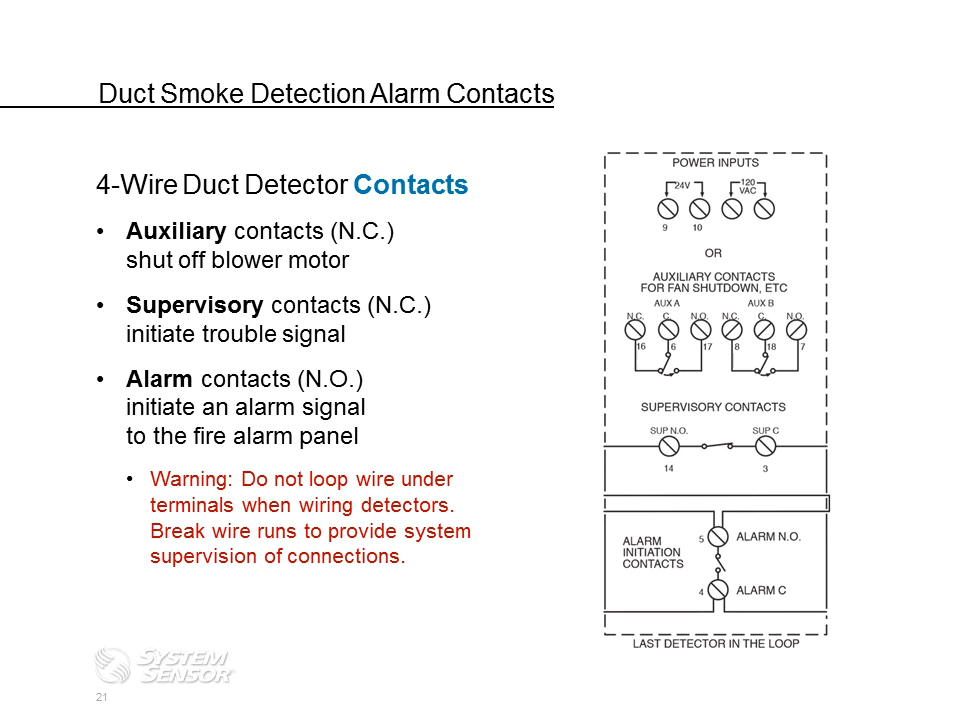 Duct Smoke Detection Alarm Contacts
4-Wire Duct Detector Contacts
• Auxiliary contacts (N.C.)
shut off blower motor
• Supervisory contacts (N.C.)
initiate trouble signal
• Alarm contacts (N.O.)
initiate an alarm signal
to the fire alarm panel
• Warning: Do not loop wire under
terminals when wiring detectors.
Break wire runs to provide system
supervision of connections.
POWER INPUTS
24V 120
VAC
9 10
OR
AUXILIARY CONTACTS
FOR FAN SHUTDOWN, ETC
AUX A AUX B
N.C. C. N.O. N.C. C. N.O.
16 6 17 8 18 7
SUPERVISORY CONTACTS
SUP N.O. SUP C
14 3
5 ALARM N.O.
ALARM
INITIATION
CONTACTS
4 ALARM C
LAST DETECTOR IN THE LOOP
SYSTEM
SENSOR
21